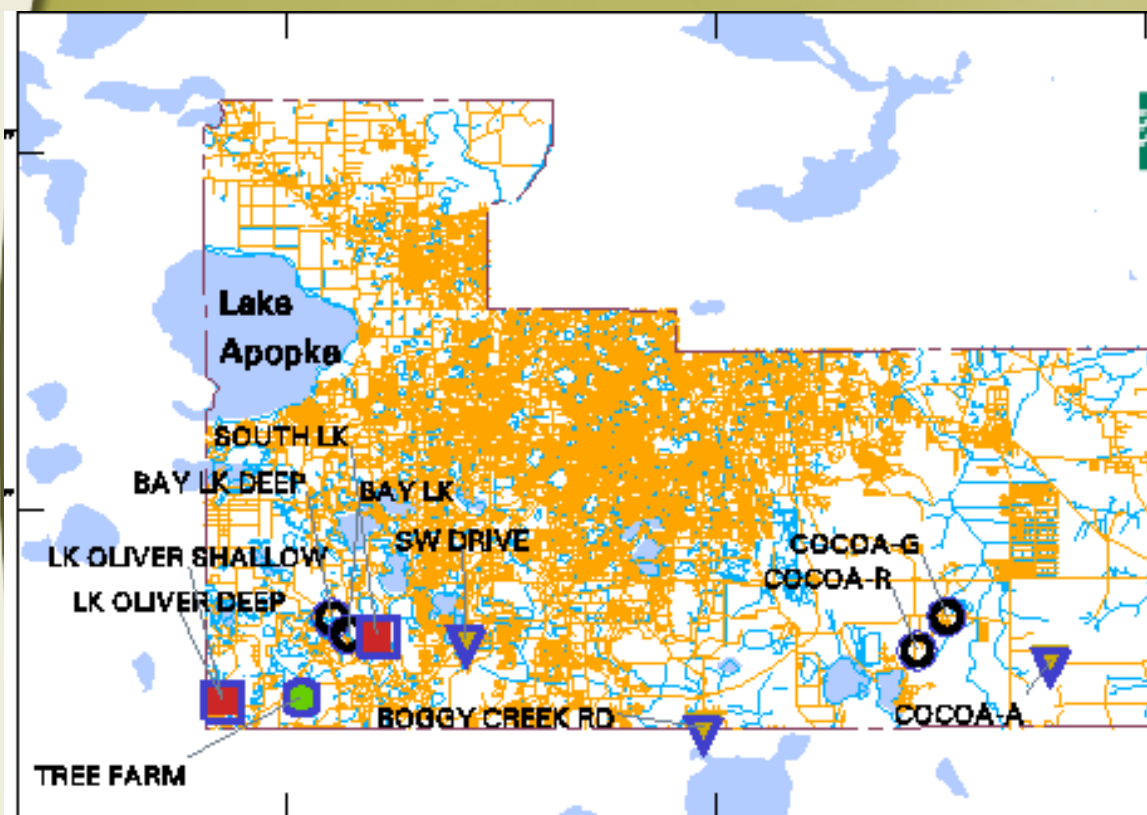 Lake
Apopka
SOUTH LK
BAY LK DEEP
BAY LK
SW DRIVE
LK OLIVER SHALLOW
COCOA-G
COCOA-R
LK OLIVER DEEP
BOGGY CREEK RD
COCOA-A
TREE FARM